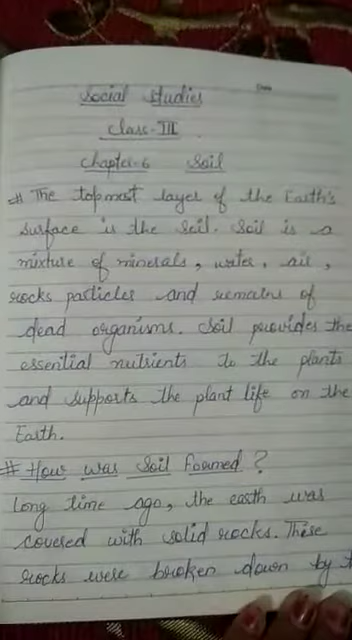 Social Studies
Class-III
Chapter-6 Soil
# The topmost layer of the Earth's
surface is the soil. Soil is a
mixture of minerals, water, air,
rocks particles and remains of
dead organisms. Soil provides the
essential nutrients to the plants
and supports the plant life on the
Earth.
# How was Soil Formed ?
Long time ago, the earth was
covered with solid rocks. These
rocks were broken down by